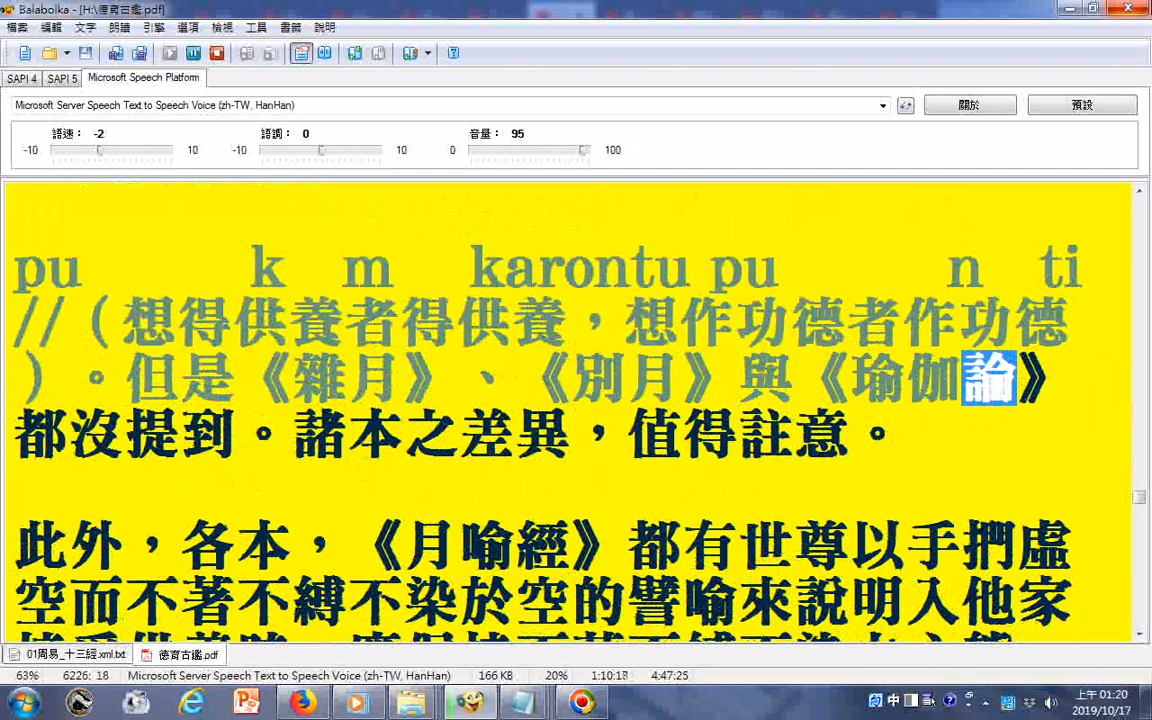 Balabolka - [H:\德育古鑑.pdf]
檔案 編輯 文字 朗讀 引擎 選項 檢視 工具 書籤 說明
SAPI 4 SAPI 5 Microsoft Speech Platform
Microsoft Server Speech Text to Speech Voice (zh-TW, HanHan) 關於 預設
語速： -2 語調： 0 音量： 95
-10 10 -10 10 0 100
pu k m karontu pu n ti
//（想得供養者得供養，想作功德者作功德
）。但是《雜月》、《別月》與《瑜伽論》
都沒提到。諸本之差異，值得註意。
此外，各本，《月喻經》都有世尊以手捫虛
空而不著不縛不染於空的譬喻來說明入他家
01周易_十三經.xml.txt 德育古鑑.pdf
63% 6226: 18 Microsoft Server Speech Text to Speech Voice (zh-TW, HanHan) 166 KB 20% 1:10:18 4:47:25
中 上午 01:20
2019/10/17